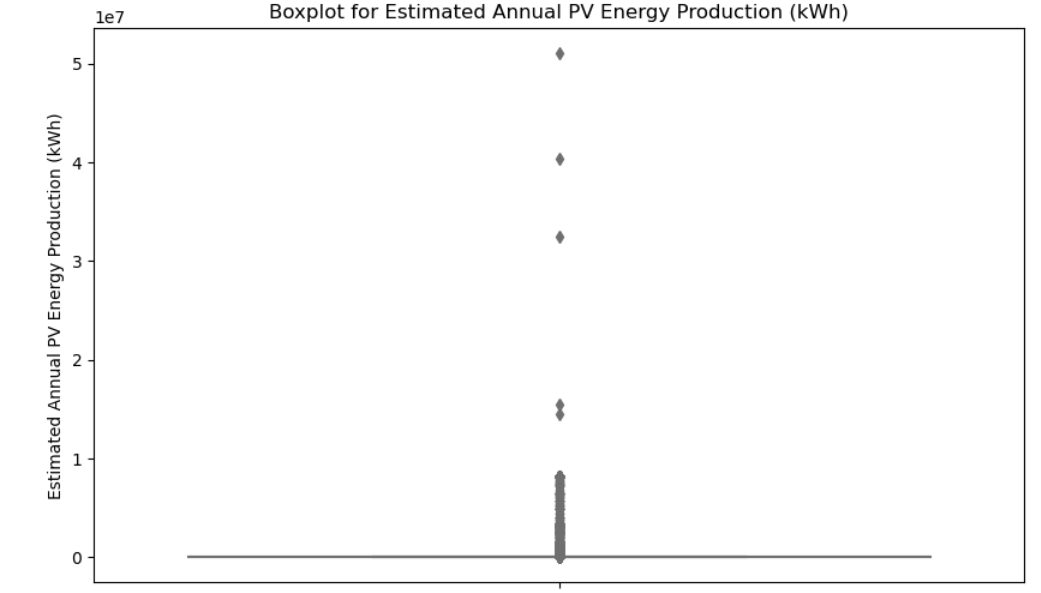 Boxplot for Estimated Annual PV Energy Production (kWh)
1e7
Estimated Annual PV Energy Production (kWh)
5
4
3
2
1
0